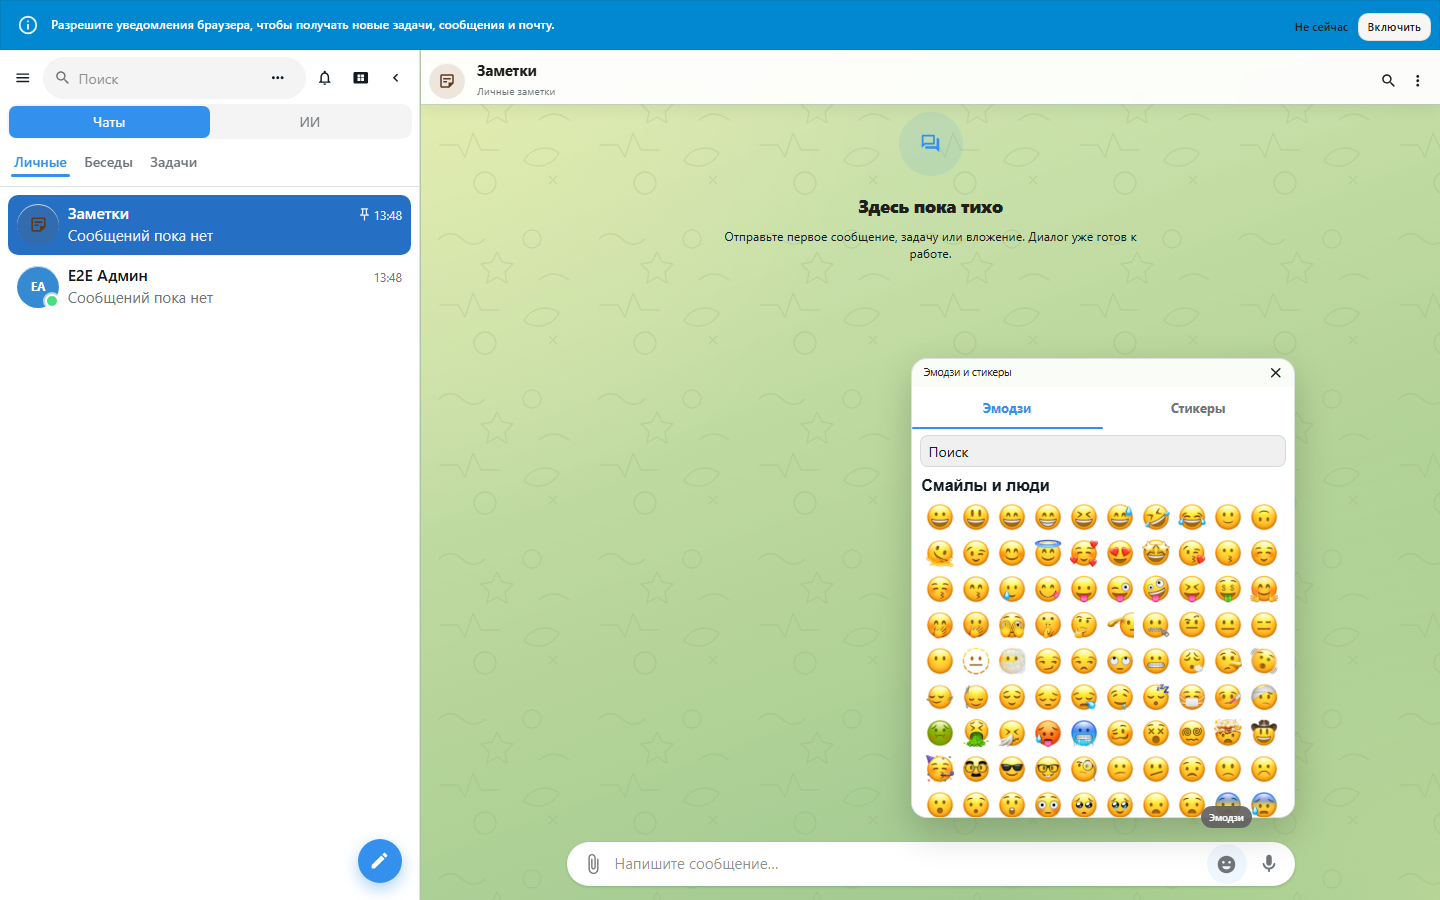 Разрешите уведомления браузера, чтобы получать новые задачи, сообщения и почту.
Не сейчас
Включить
Поиск
Чаты
ИИ
Личные
Беседы
Задачи
Заметки
13:48
Сообщений пока нет
EA
E2E Админ
13:48
Сообщений пока нет
Заметки
Личные заметки
Здесь пока тихо
Отправьте первое сообщение, задачу или вложение. Диалог уже готов к
работе.
Эмодзи и стикеры
Эмодзи
Стикеры
Поиск
Смайлы и люди
Эмодзи
Напишите сообщение...